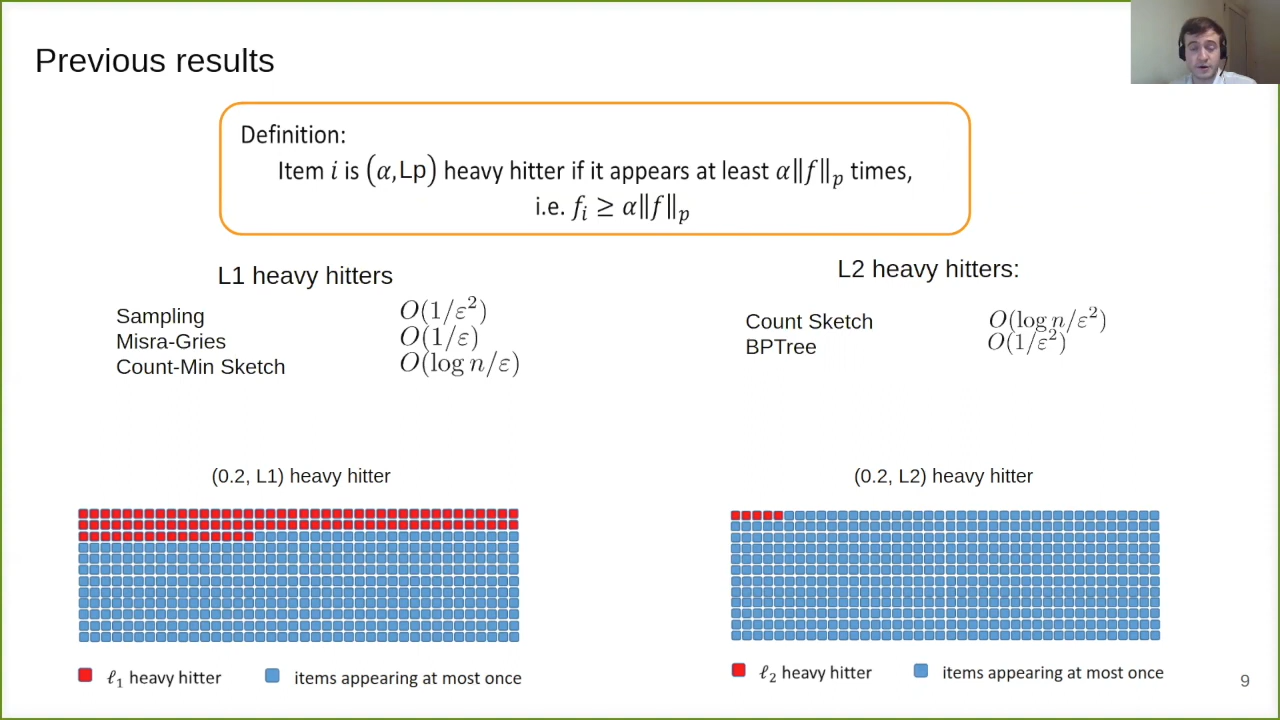 Previous results
Definition:
Item i is (α,Lp) heavy hitter if it appears at least α‖f‖_p times,
i.e. f_i ≥ α‖f‖_p
L1 heavy hitters
Sampling O(1/ε²)
Misra-Gries O(1/ε)
Count-Min Sketch O(log n/ε)
L2 heavy hitters:
Count Sketch O(log n/ε²)
BPTree O(1/ε²)
(0.2, L1) heavy hitter
ℓ₁ heavy hitter items appearing at most once
(0.2, L2) heavy hitter
ℓ₂ heavy hitter items appearing at most once
9